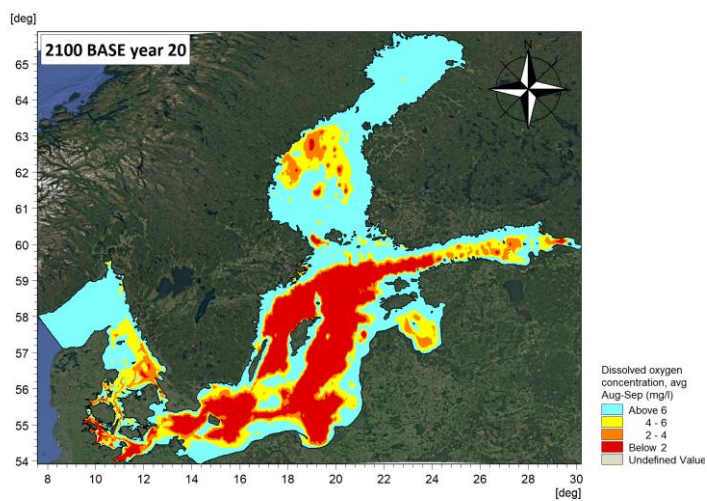 [deg]
2100 BASE year 20
N
65
64
63
62
61
60
59
58
57
56
55
54
8 10 12 14 16 18 20 22 24 26 28 30
[deg]
Dissolved oxygen
concentration, avg
Aug-Sep (mg/l)
Above 6
4 - 6
2 - 4
Below 2
Undefined Value